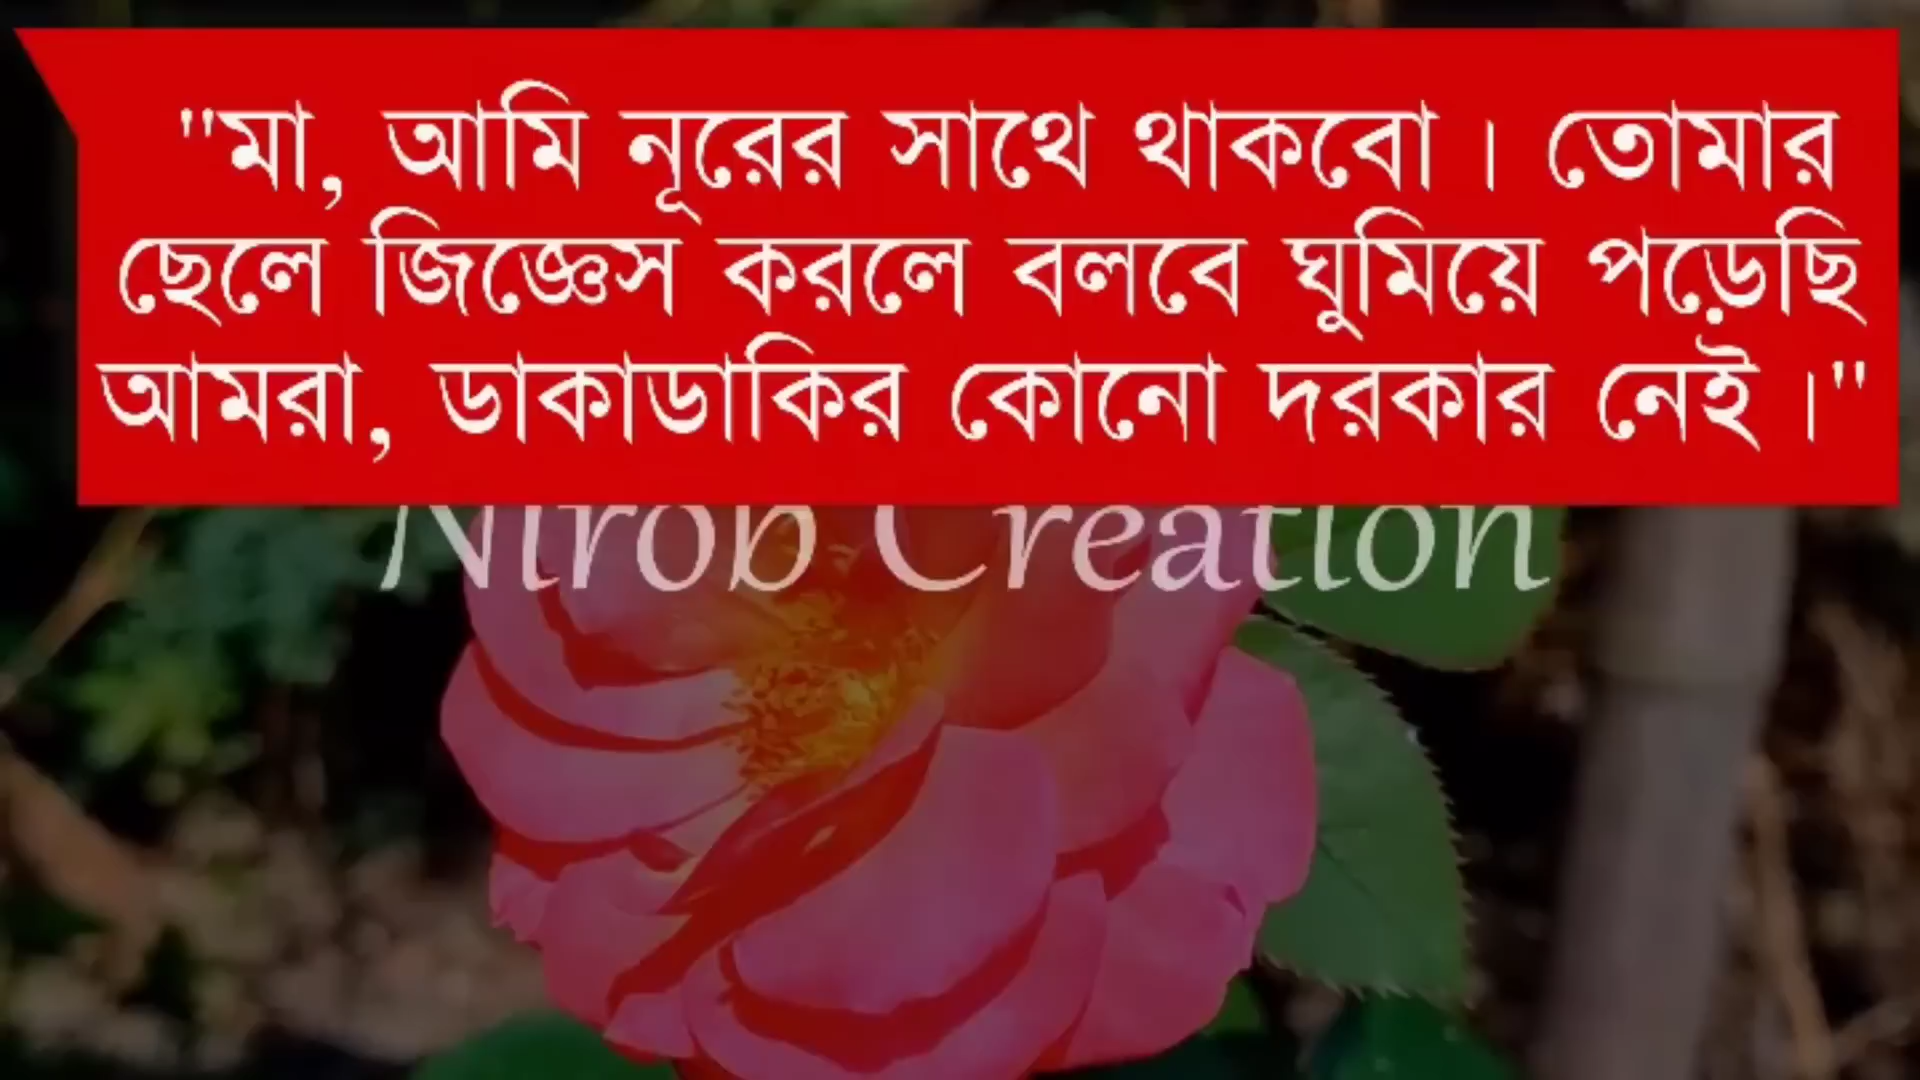 "মা, আমি নূরের সাথে থাকবো । তোমার
ছেলে জিজ্ঞেস করলে বলবে ঘুমিয়ে পড়েছি
আমরা, ডাকাডাকির কোনো দরকার নেই ।"
Nirob Creation